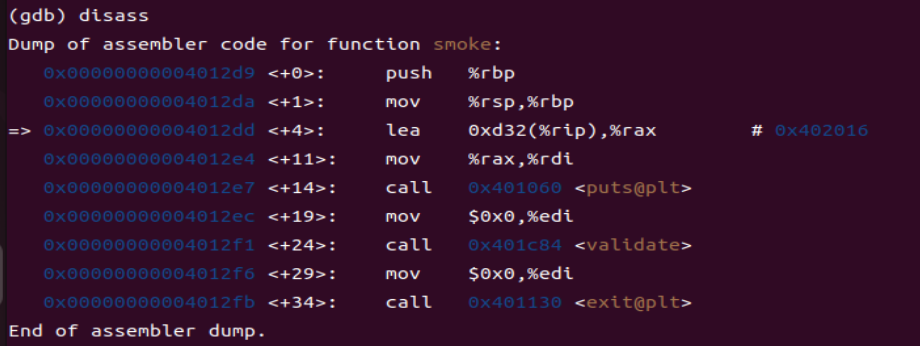 (gdb) disass
Dump of assembler code for function smoke:
   0x00000000004012d9 <+0>:     push   %rbp
   0x00000000004012da <+1>:     mov    %rsp,%rbp
=> 0x00000000004012dd <+4>:     lea    0xd32(%rip),%rax        # 0x402016
   0x00000000004012e4 <+11>:    mov    %rax,%rdi
   0x00000000004012e7 <+14>:    call   0x401060 <puts@plt>
   0x00000000004012ec <+19>:    mov    $0x0,%edi
   0x00000000004012f1 <+24>:    call   0x401c84 <validate>
   0x00000000004012f6 <+29>:    mov    $0x0,%edi
   0x00000000004012fb <+34>:    call   0x401130 <exit@plt>
End of assembler dump.